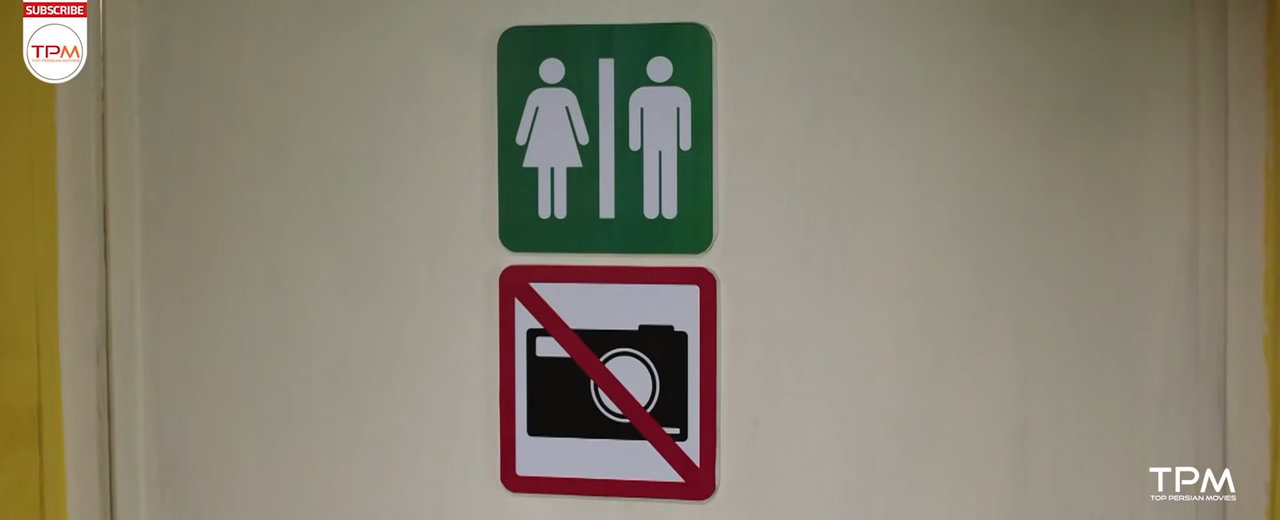 SUBSCRIBE
TPM
TOP PERSIAN MOVIES
TPM
TOP PERSIAN MOVIES